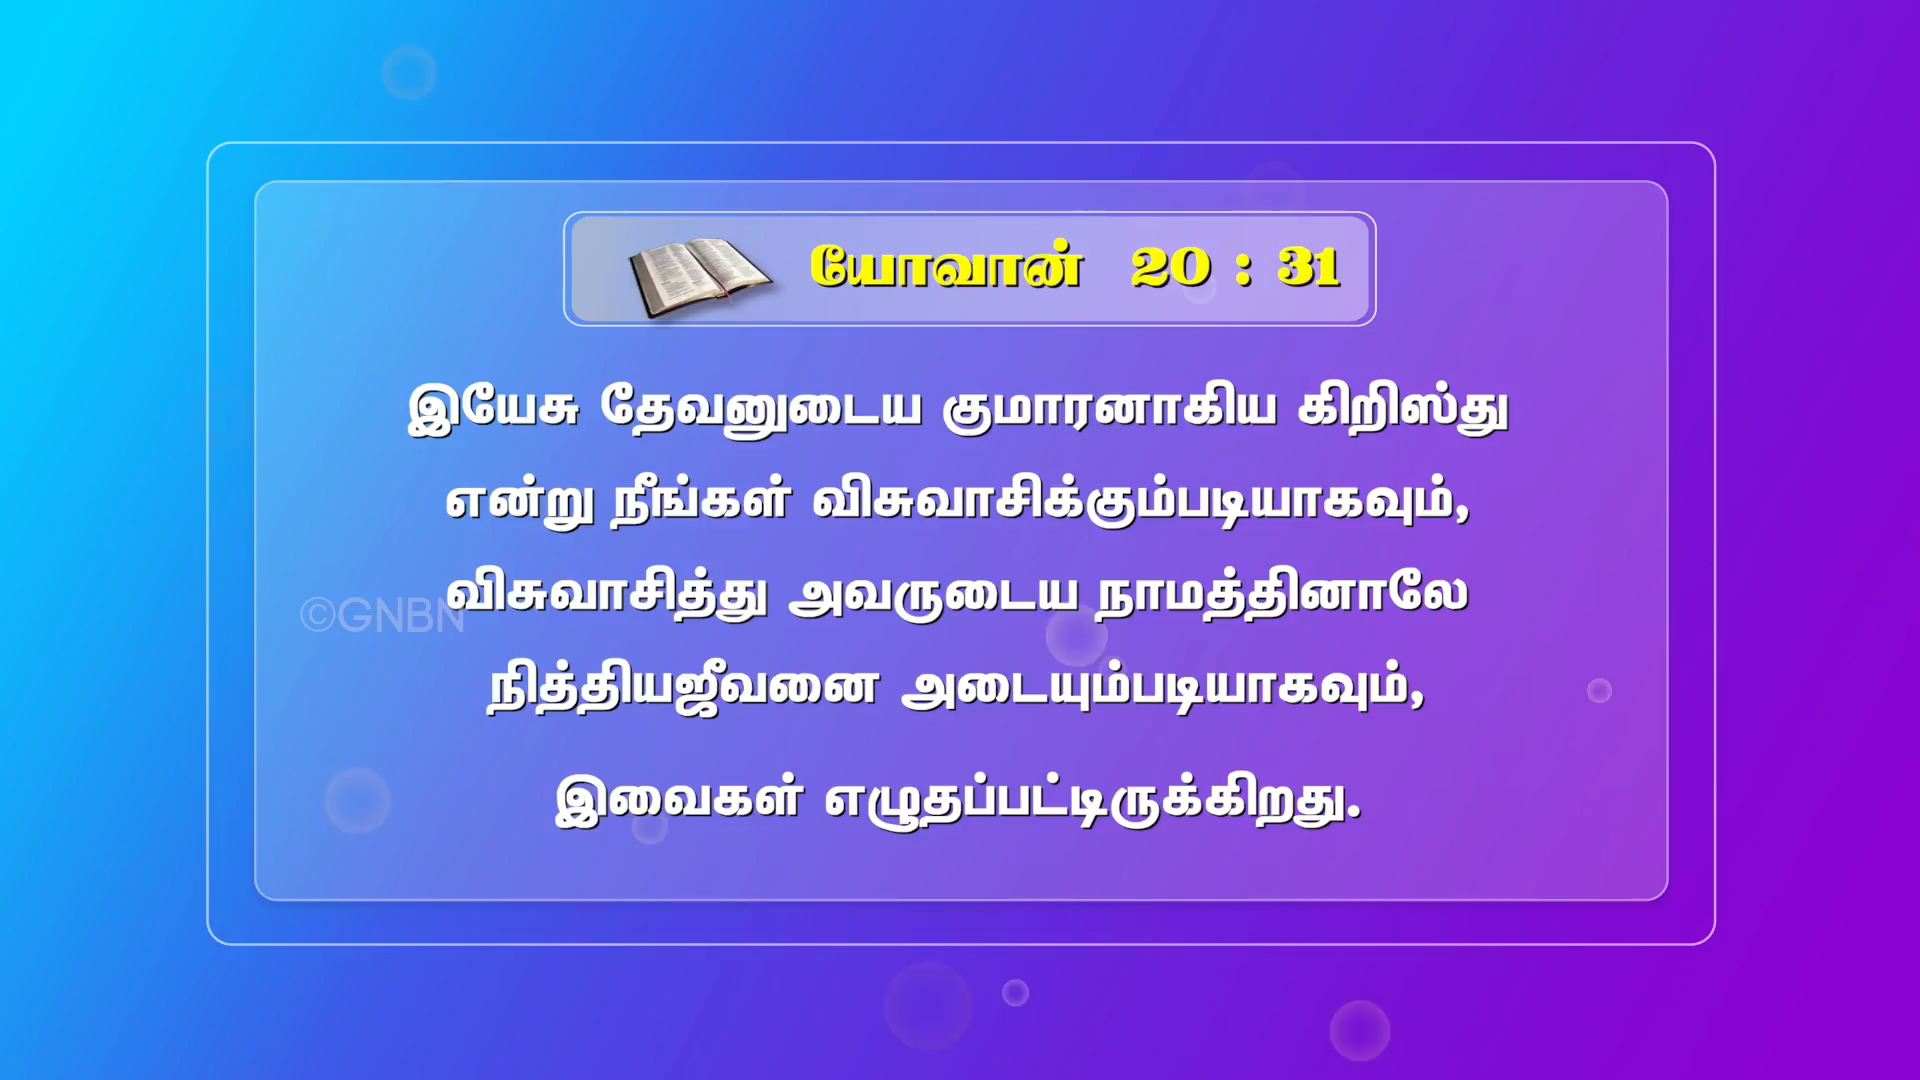 யோவான் 20 : 31
இயேசு தேவனுடைய குமாரனாகிய கிறிஸ்து
என்று நீங்கள் விசுவாசிக்கும்படியாகவும்,
விசுவாசித்து அவருடைய நாமத்தினாலே
©GNBN
நித்தியஜீவனை அடையும்படியாகவும்,
இவைகள் எழுதப்பட்டிருக்கிறது.